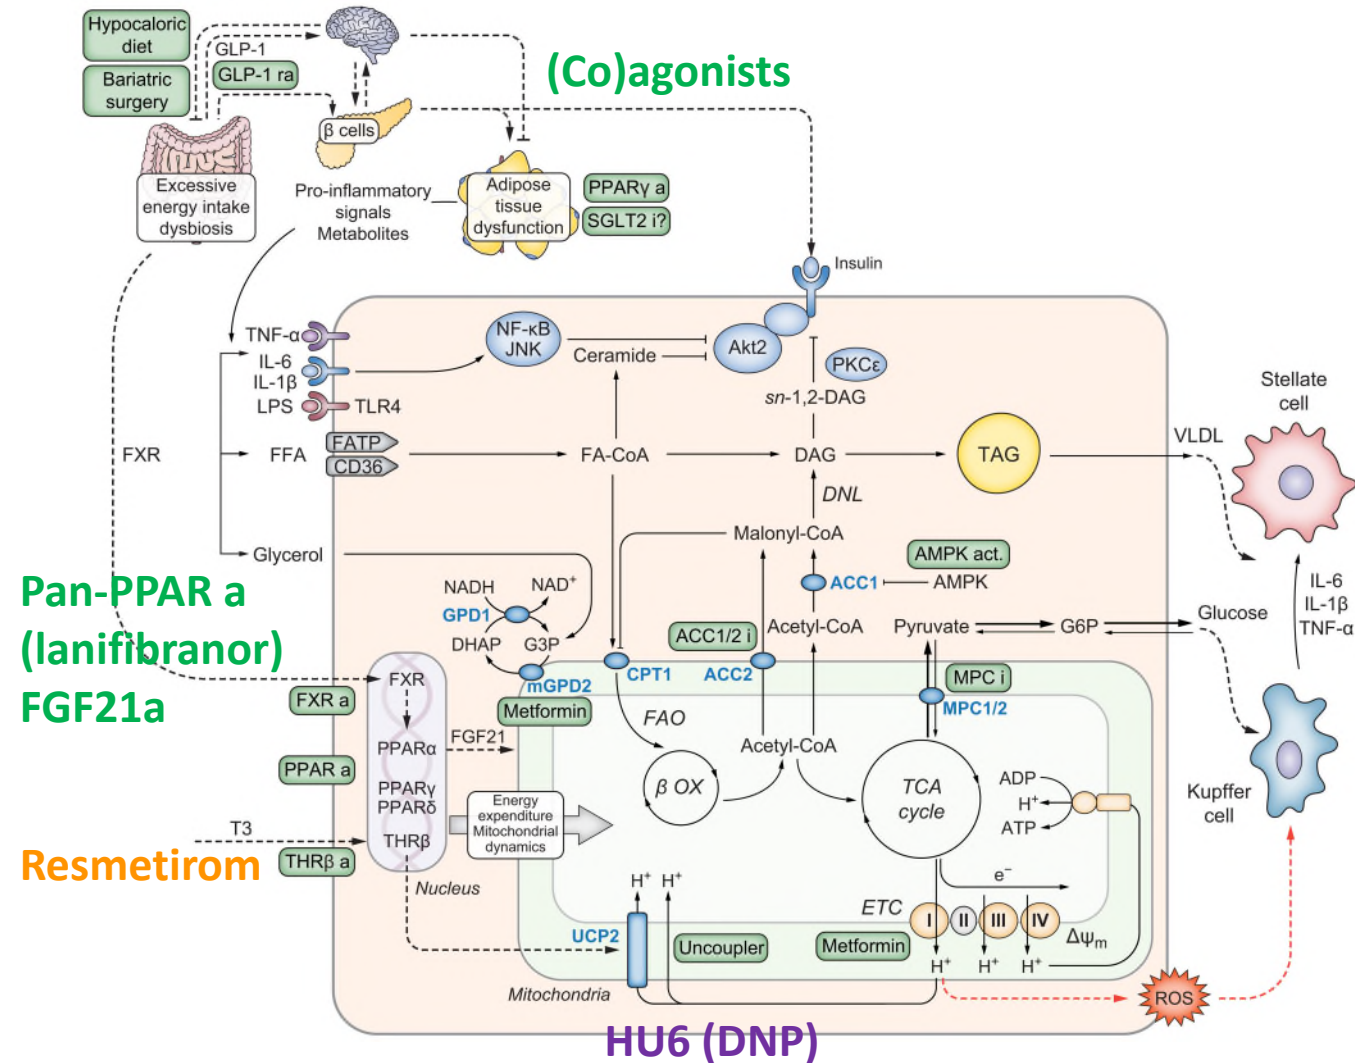 Hypocaloric
diet
Bariatric
surgery
GLP-1
GLP-1 ra
(Co)agonists
β cells
Excessive
energy intake
dysbiosis
Pro-inflammatory
signals
Metabolites
Adipose
tissue
dysfunction
PPARγ a
SGLT2 i?
Insulin
TNF-α
IL-6
IL-1β
LPS
TLR4
NF-κB
JNK
Ceramide
Akt2
PKCε
sn-1,2-DAG
Stellate
cell
FXR
FFA
FATP
CD36
FA-CoA
DAG
TAG
VLDL
DNL
Malonyl-CoA
Glycerol
AMPK act.
ACC1
AMPK
NADH
NAD⁺
GPD1
DHAP
G3P
mGPD2
Metformin
ACC1/2 i
Acetyl-CoA
Pyruvate
G6P
Glucose
IL-6
IL-1β
TNF-α
Pan-PPAR a
(lanifibranor)
FGF21a
CPT1
ACC2
MPC i
MPC1/2
FXR
FXR a
FAO
PPARα
FGF21
Acetyl-CoA
PPAR a
PPARγ
PPARδ
β OX
TCA
cycle
ADP
H⁺
ATP
Kupffer
cell
Energy
expenditure
Mitochondrial
dynamics
T3
THRβ
THRβ a
Resmetirom
Nucleus
H⁺
H⁺
e⁻
ETC
I
II
III
IV
Δψm
UCP2
Uncoupler
Metformin
H⁺
H⁺
H⁺
Mitochondria
ROS
HU6 (DNP)